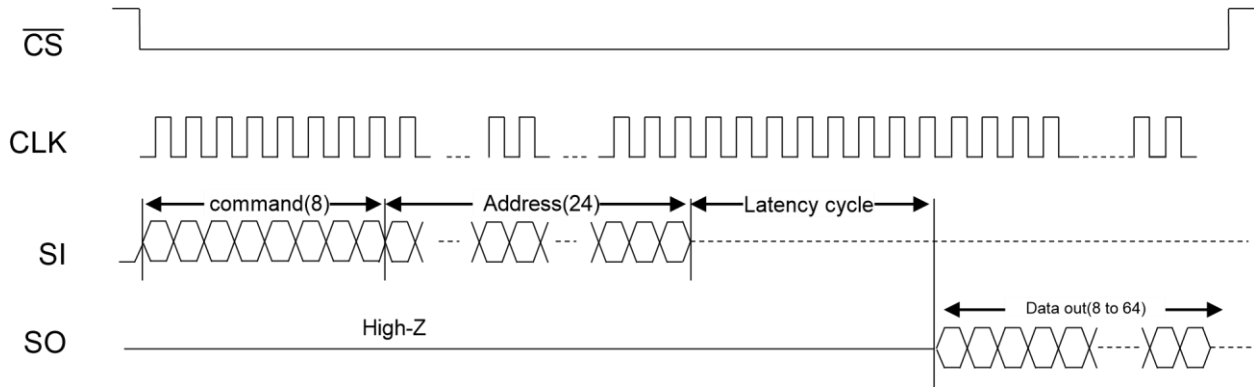 CS
CLK
command(8)
Address(24)
Latency cycle
SI
Data out(8 to 64)
High-Z
SO